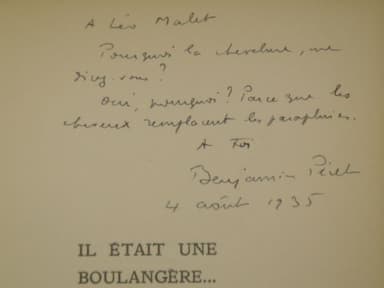 A Léo Malet
Pourquoi la chevelure, me
direz-vous ?
Oui, pourquoi ? Parce que les
cheveux remplacent les parapluies.
A toi
Benjamin Péret
4 août 1935
IL ÉTAIT UNE
BOULANGÈRE...